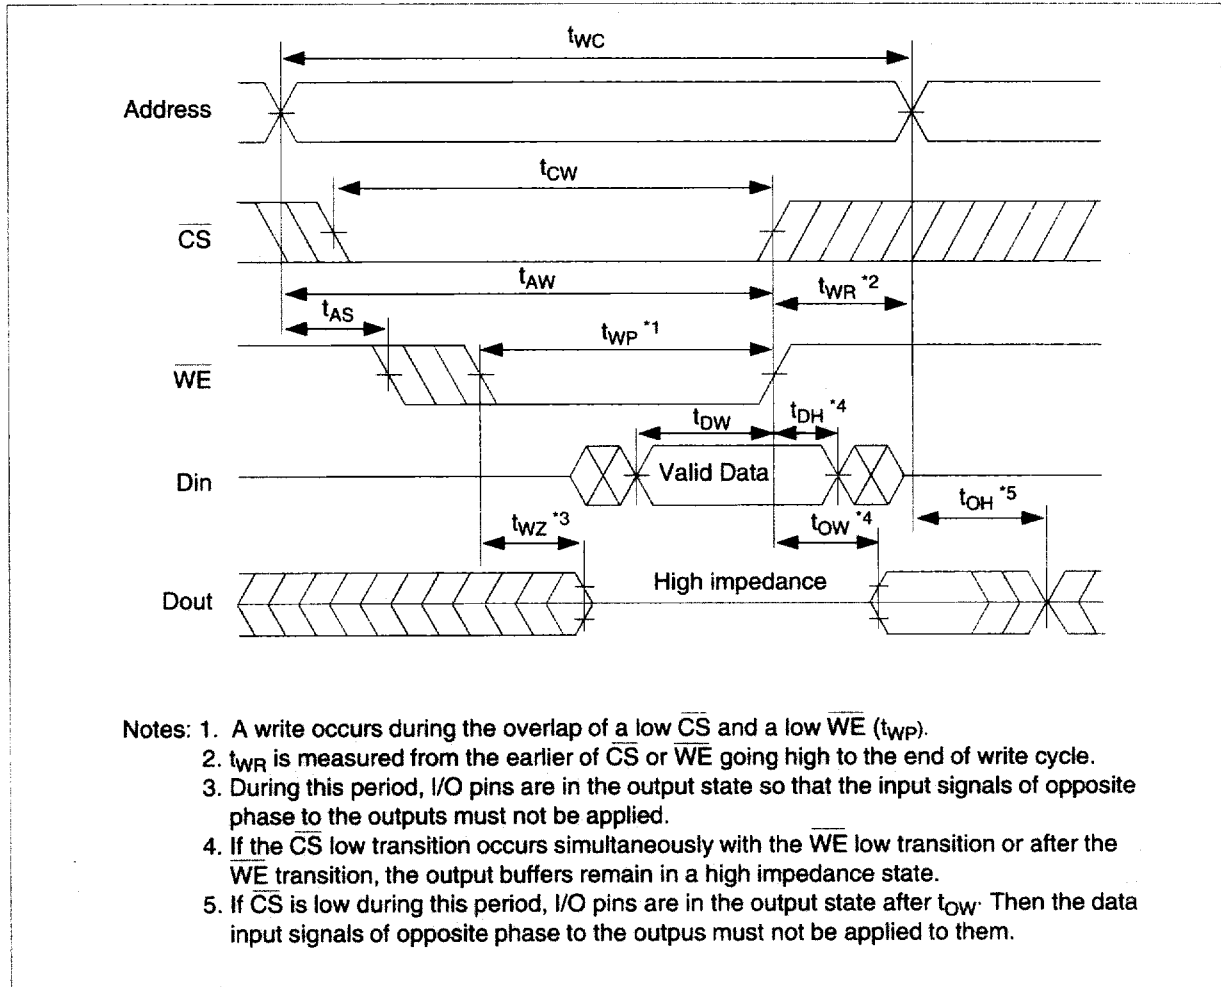 tWC
Address
tCW
CS
tAW
tWR *2
tAS
tWP *1
WE
tDW
tDH *4
Din
Valid Data
tOH *5
tWZ *3
tOW *4
High impedance
Dout
Notes: 1. A write occurs during the overlap of a low CS and a low WE (tWP).
2. tWR is measured from the earlier of CS or WE going high to the end of write cycle.
3. During this period, I/O pins are in the output state so that the input signals of opposite
phase to the outputs must not be applied.
4. If the CS low transition occurs simultaneously with the WE low transition or after the
WE transition, the output buffers remain in a high impedance state.
5. If CS is low during this period, I/O pins are in the output state after tOW. Then the data
input signals of opposite phase to the outpus must not be applied to them.